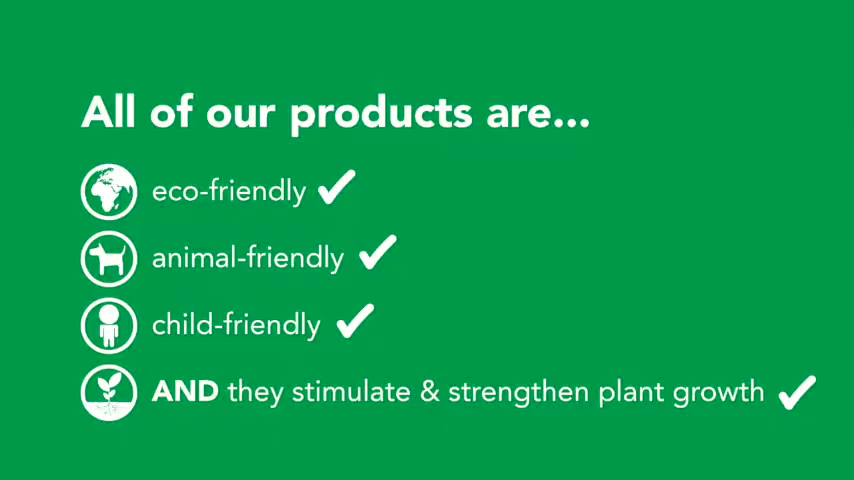 All of our products are...
eco-friendly
animal-friendly
child-friendly
AND they stimulate & strengthen plant growth